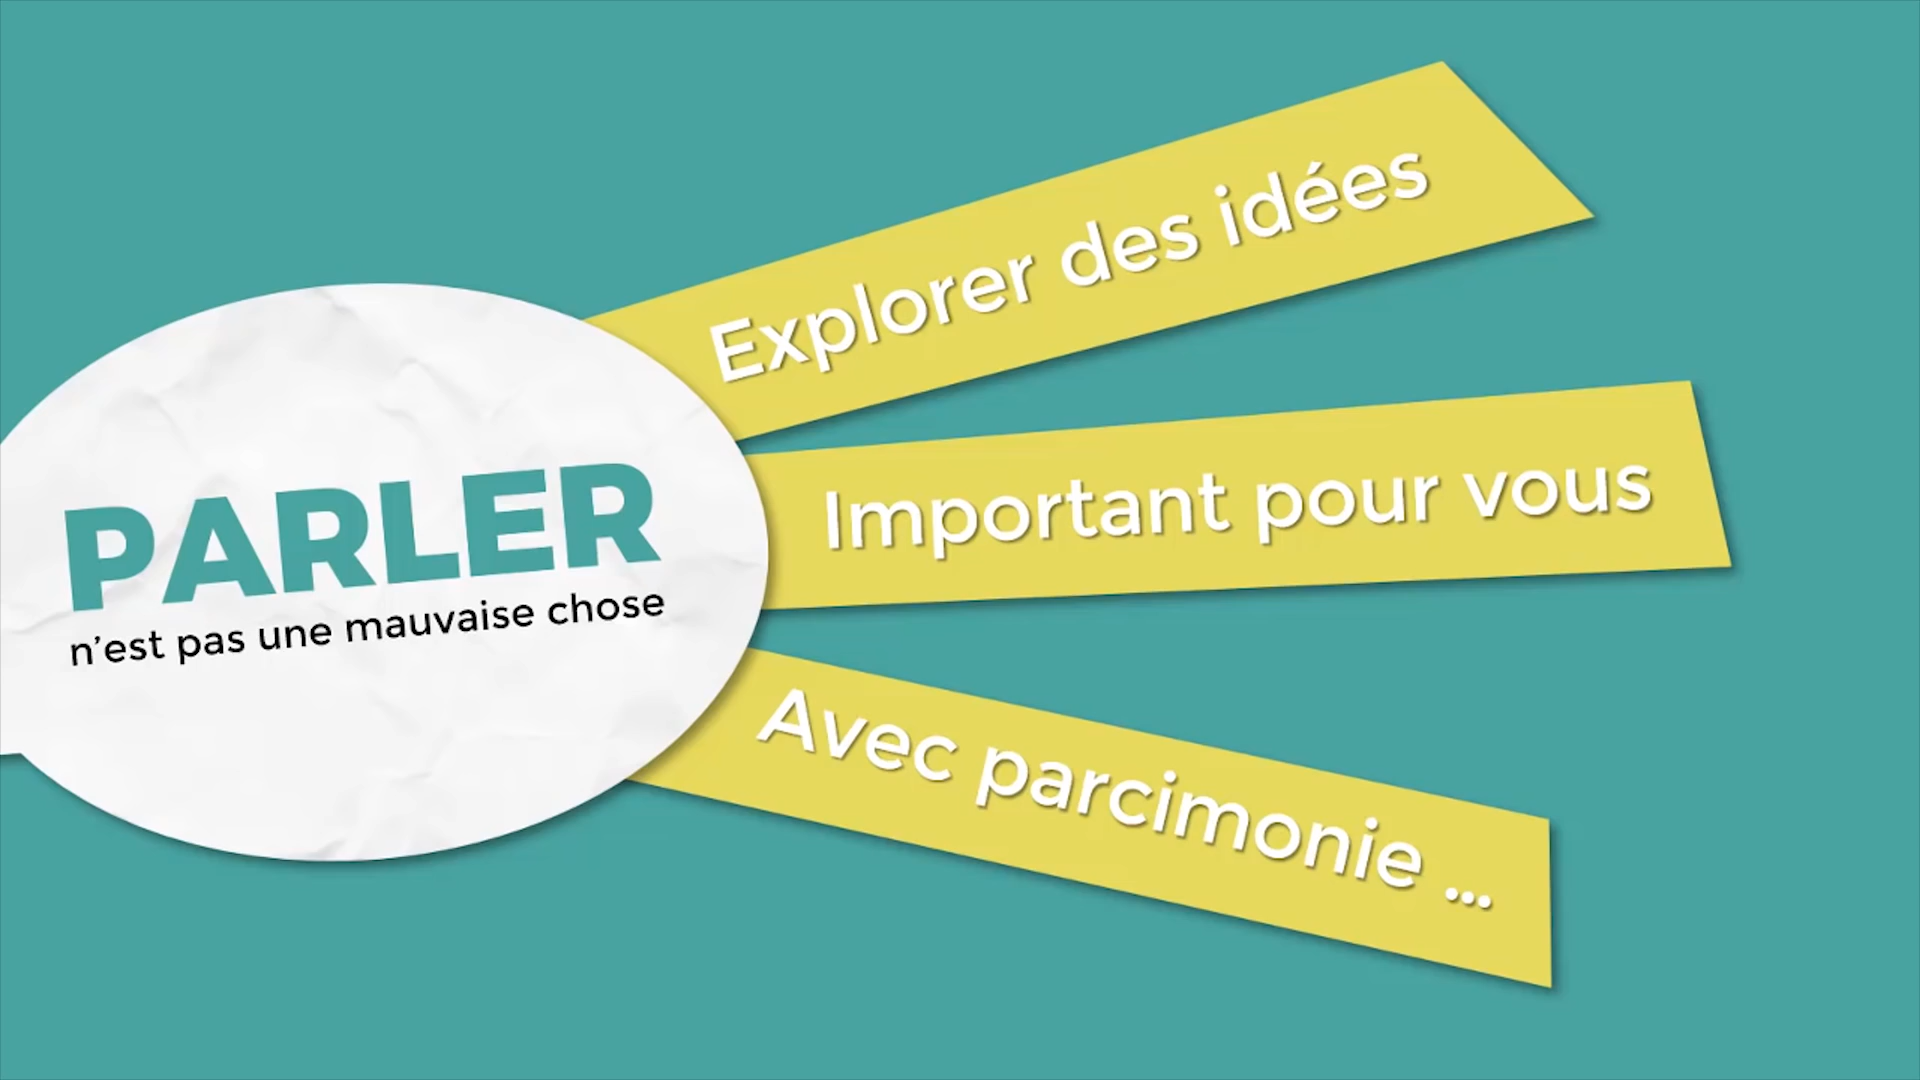 PARLER
n'est pas une mauvaise chose
Explorer des idées
Important pour vous
Avec parcimonie ...